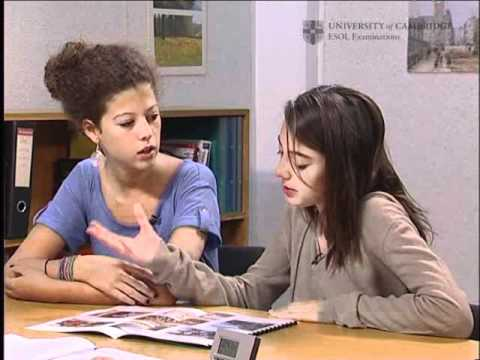 UNIVERSITY of CAMBRIDGE
ESOL Examinations